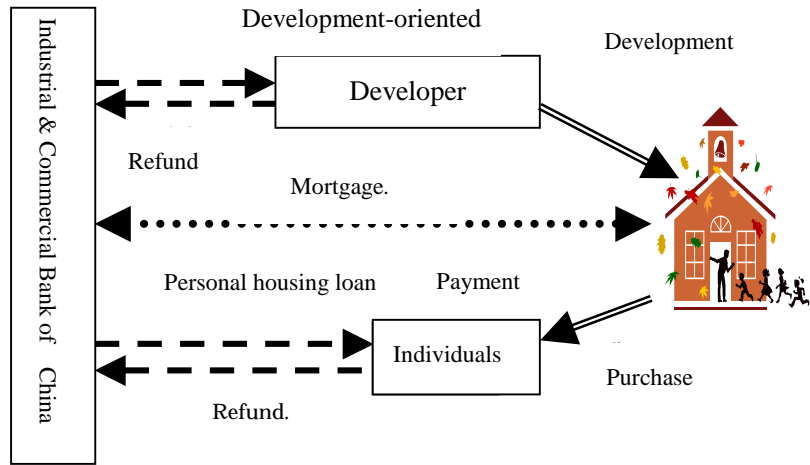 Development-oriented
Development
Industrial & Commercial Bank of China
Developer
Refund
Mortgage.
Personal housing loan
Payment
Individuals
Purchase
Refund.